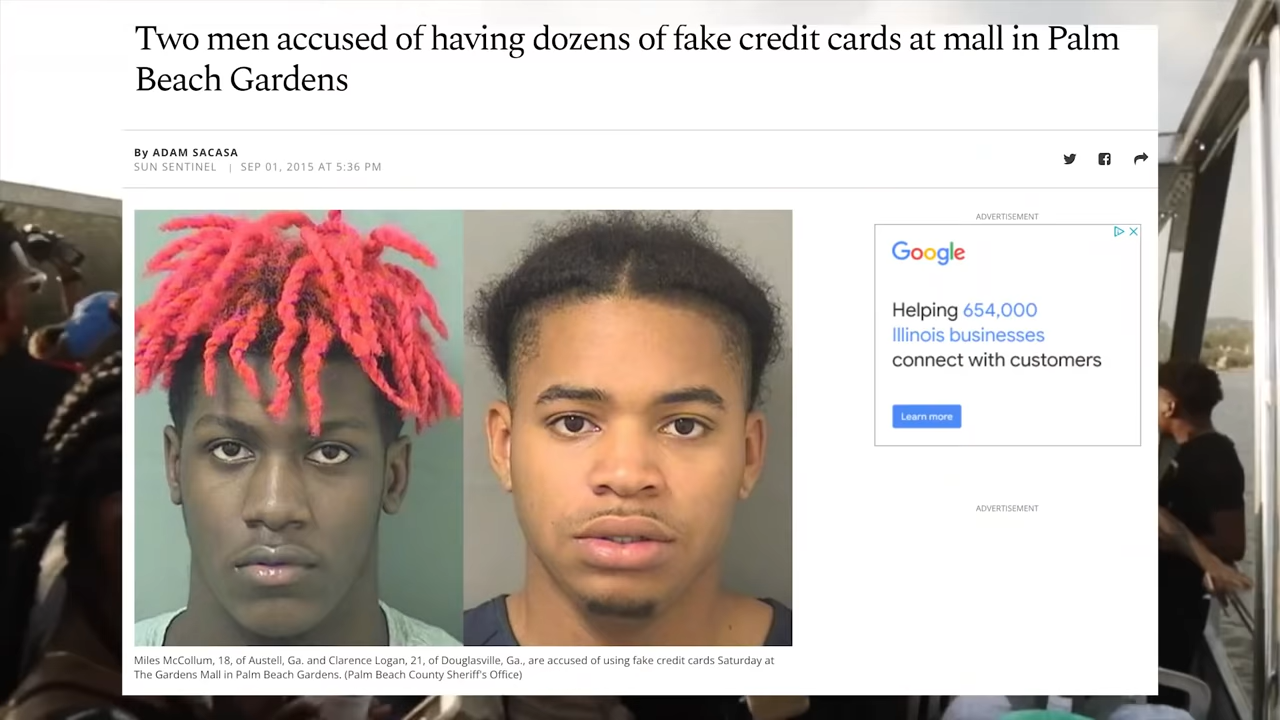 Two men accused of having dozens of fake credit cards at mall in Palm
Beach Gardens
By ADAM SACASA
SUN SENTINEL | SEP 01, 2015 AT 5:36 PM
ADVERTISEMENT
Google
Helping 654,000
Illinois businesses
connect with customers
Learn more
ADVERTISEMENT
Miles McCollum, 18, of Austell, Ga. and Clarence Logan, 21, of Douglasville, Ga., are accused of using fake credit cards Saturday at
The Gardens Mall in Palm Beach Gardens. (Palm Beach County Sheriff's Office)